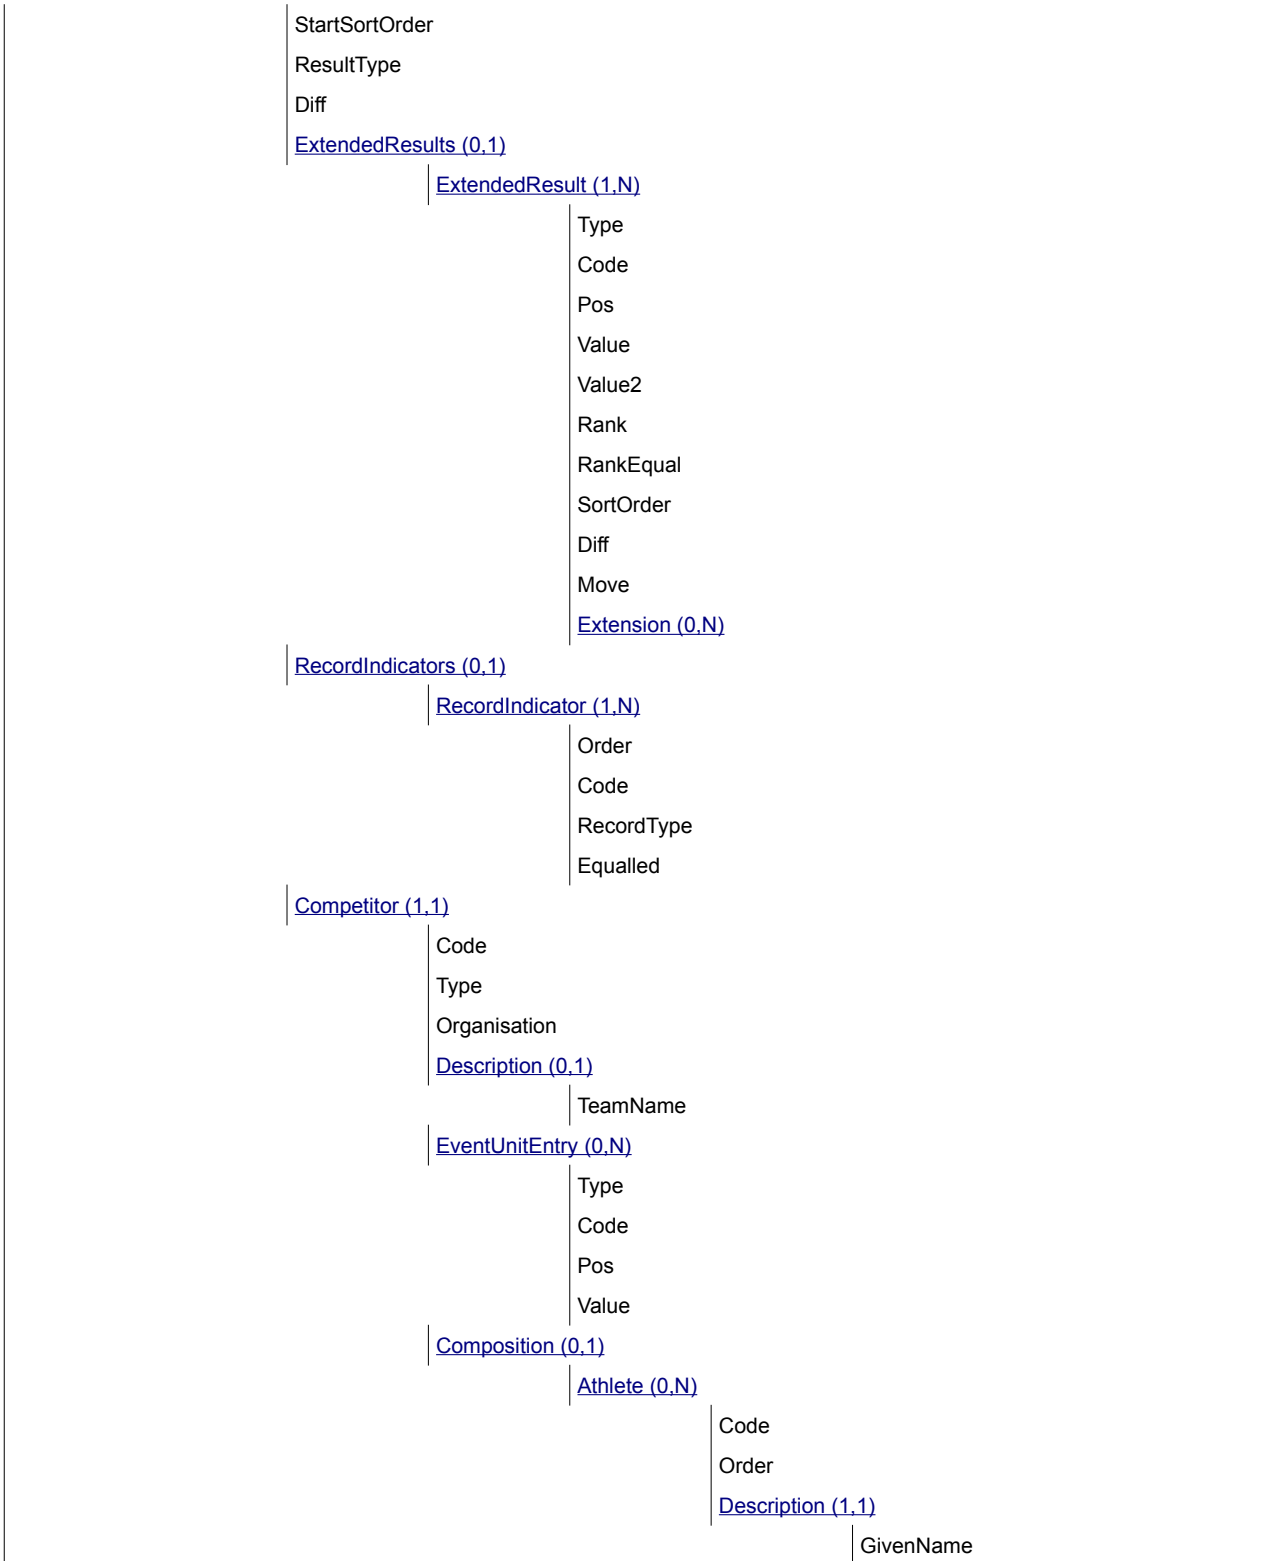 StartSortOrder
ResultType
Diff
ExtendedResults (0,1)
ExtendedResult (1,N)
Type
Code
Pos
Value
Value2
Rank
RankEqual
SortOrder
Diff
Move
Extension (0,N)
RecordIndicators (0,1)
RecordIndicator (1,N)
Order
Code
RecordType
Equalled
Competitor (1,1)
Code
Type
Organisation
Description (0,1)
TeamName
EventUnitEntry (0,N)
Type
Code
Pos
Value
Composition (0,1)
Athlete (0,N)
Code
Order
Description (1,1)
GivenName